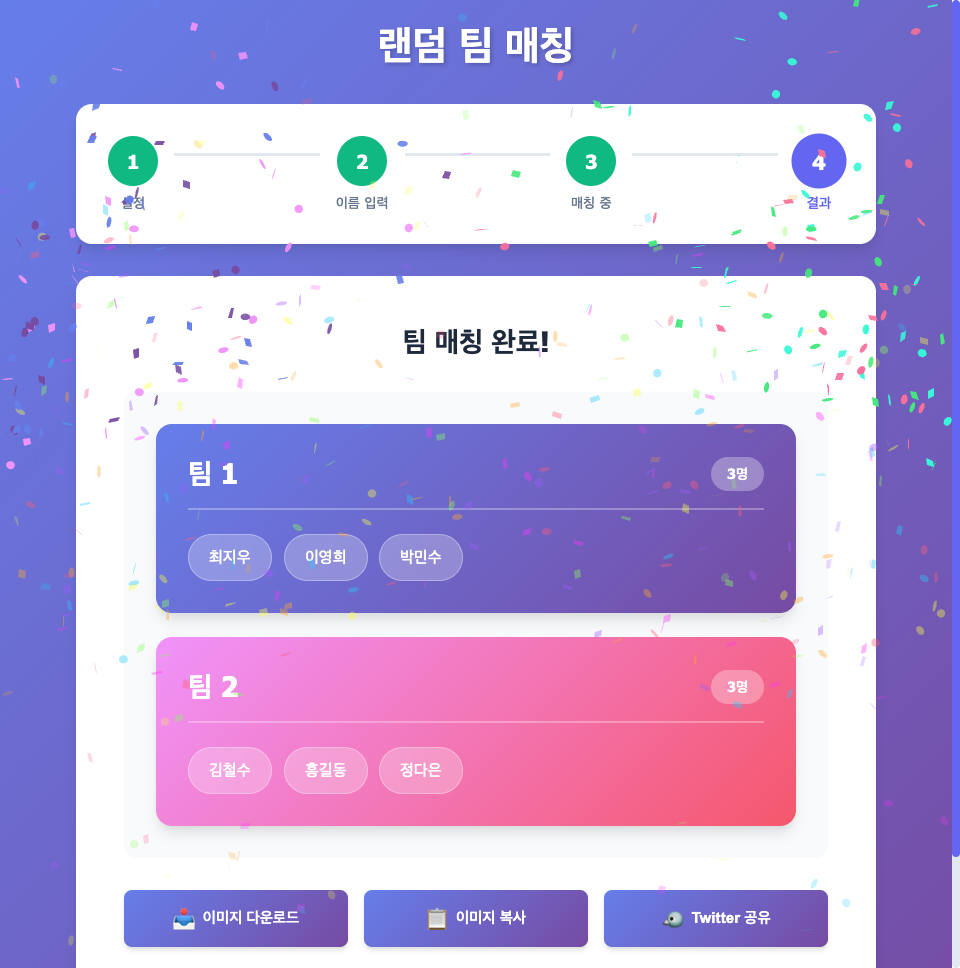 랜덤 팀 매칭
1
2
3
4
설정
이름 입력
매칭 중
결과
팀 매칭 완료!
팀 1
3명
최지우
이영희
박민수
팀 2
3명
김철수
홍길동
정다은
이미지 다운로드
이미지 복사
Twitter 공유